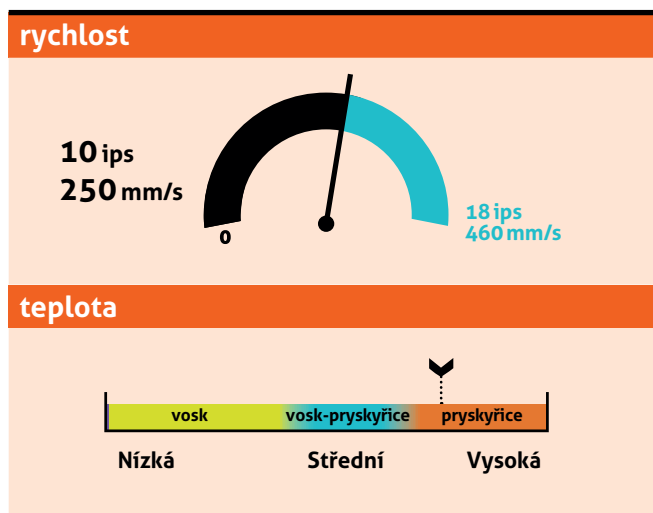 rychlost
10 ips
250 mm/s
0
18 ips
460 mm/s
teplota
vosk
vosk-pryskyřice
pryskyřice
Nízká
Střední
Vysoká